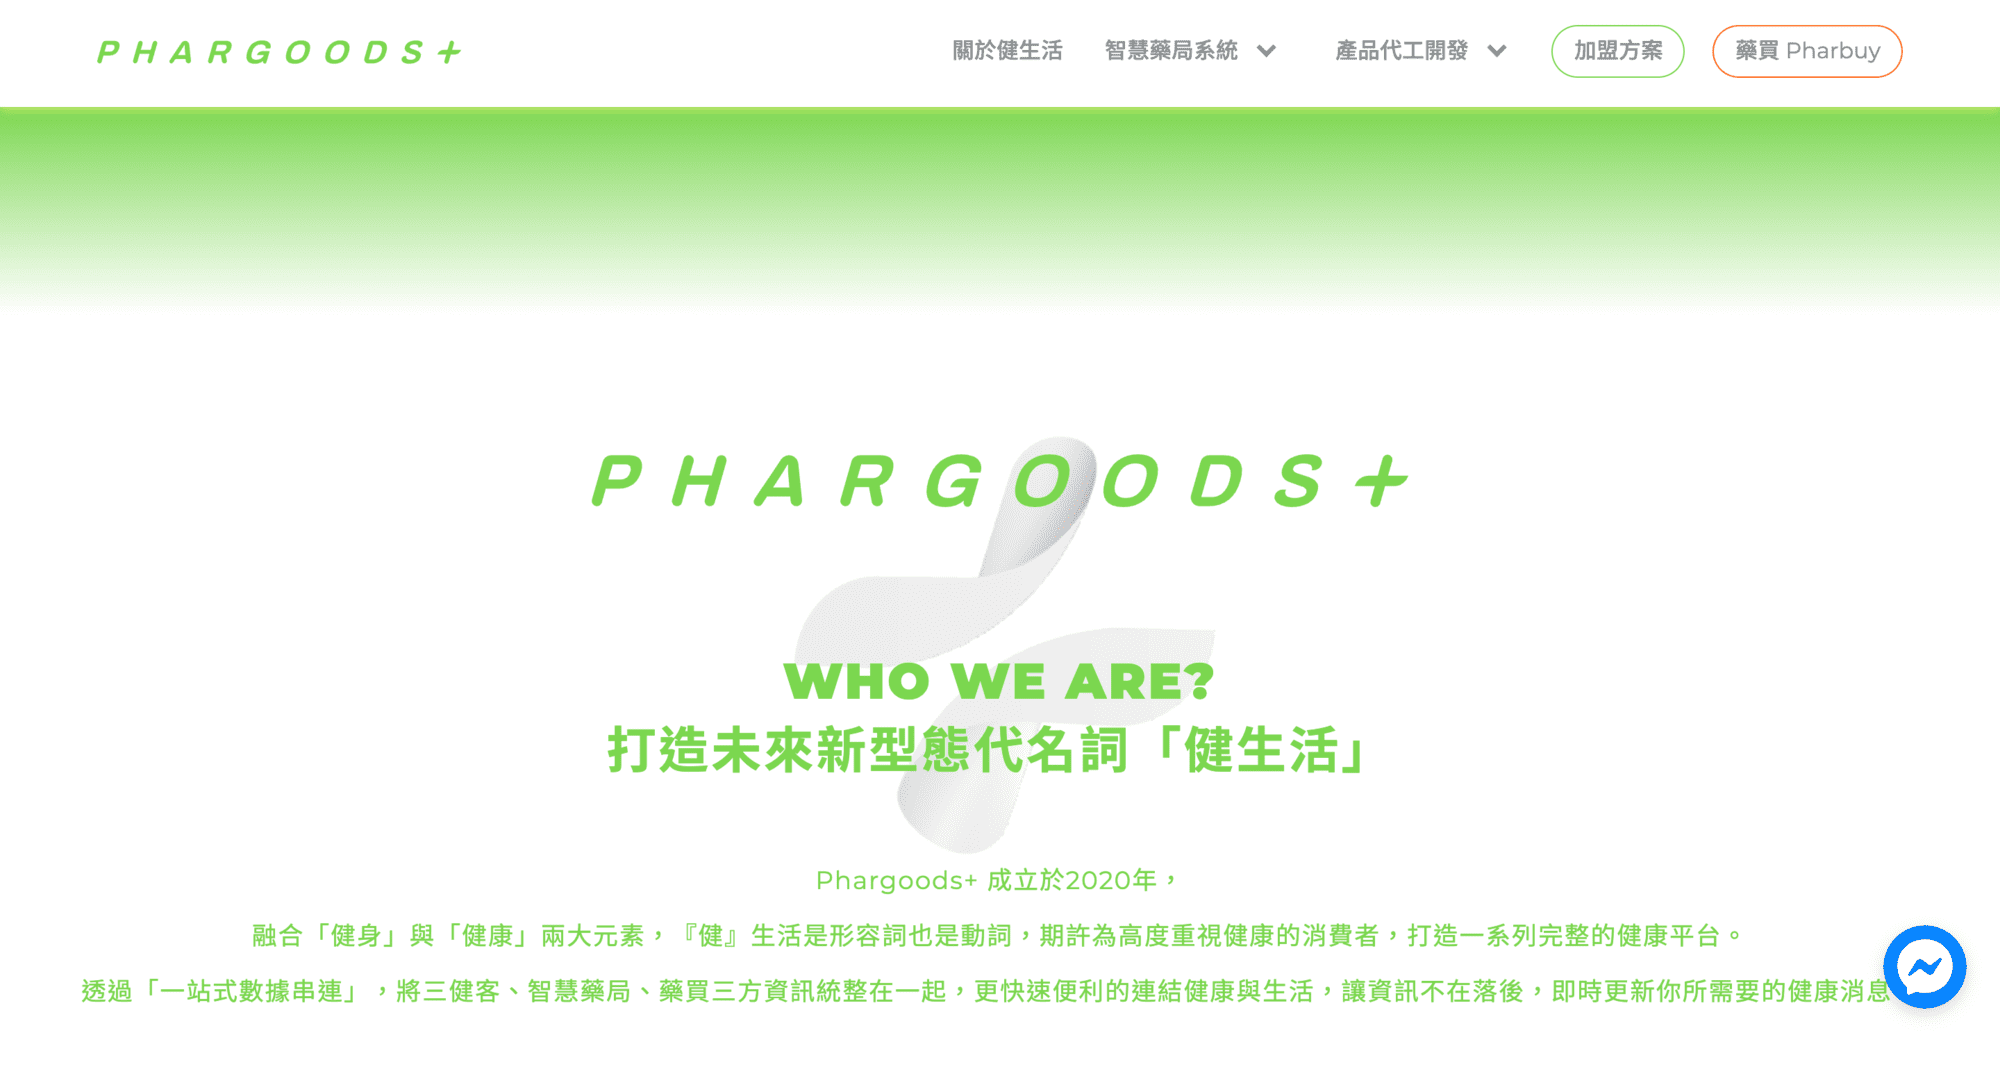 PHARGOODS+
關於健生活 智慧藥局系統 產品代工開發 加盟方案 藥買 Pharbuy
PHARGOODS+
WHO WE ARE?
打造未來新型態代名詞「健生活」
Phargoods+ 成立於2020年，
融合「健身」與「健康」兩大元素，『健』生活是形容詞也是動詞，期許為高度重視健康的消費者，打造一系列完整的健康平台。
透過「一站式數據串連」，將三健客、智慧藥局、藥買三方資訊統整在一起，更快速便利的連結健康與生活，讓資訊不在落後，即時更新你所需要的健康消息